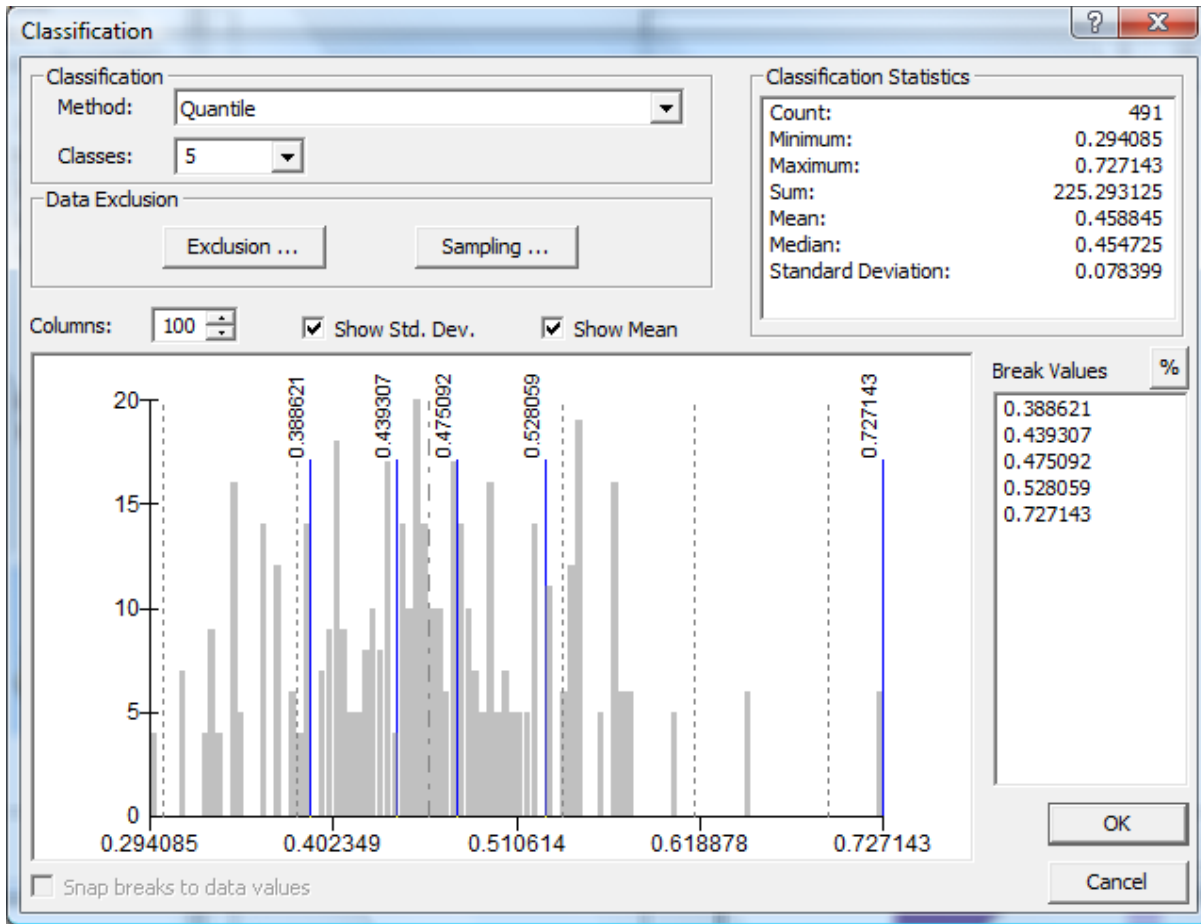 Classification
Classification
Method:
Quantile
Classes:
5
Data Exclusion
Exclusion ...
Sampling ...
Classification Statistics
Count: 491
Minimum: 0.294085
Maximum: 0.727143
Sum: 225.293125
Mean: 0.458845
Median: 0.454725
Standard Deviation: 0.078399
Columns: 100
Show Std. Dev.
Show Mean
0.388621
0.439307
0.475092
0.528059
0.727143
20
15
10
5
0
0.294085
0.402349
0.510614
0.618878
0.727143
Break Values
%
0.388621
0.439307
0.475092
0.528059
0.727143
Snap breaks to data values
OK
Cancel